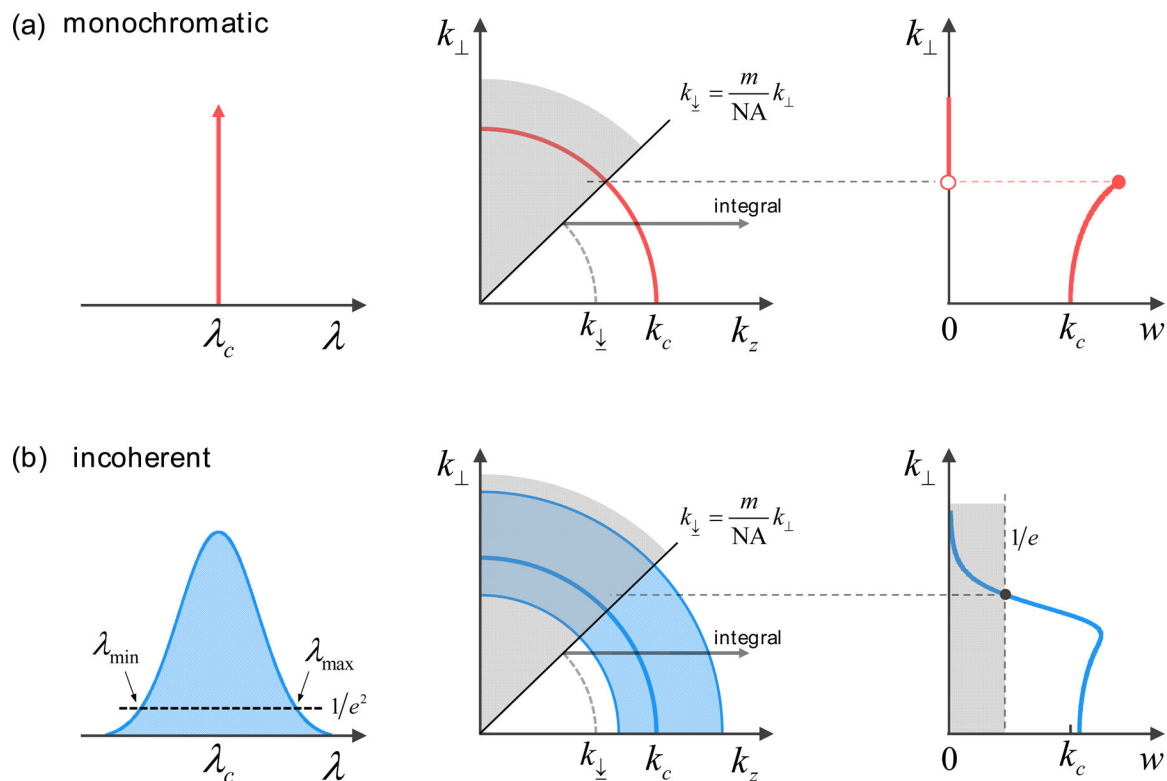 (a) monochromatic
k⊥
k⊥
k↓̲ = m/NA k⊥
integral
λc
λ
k↓̲
kc
kz
0
kc
w
(b) incoherent
k⊥
k⊥
k↓̲ = m/NA k⊥
1/e
λmin
λmax
integral
1/e²
λc
λ
k↓̲
kc
kz
0
kc
w